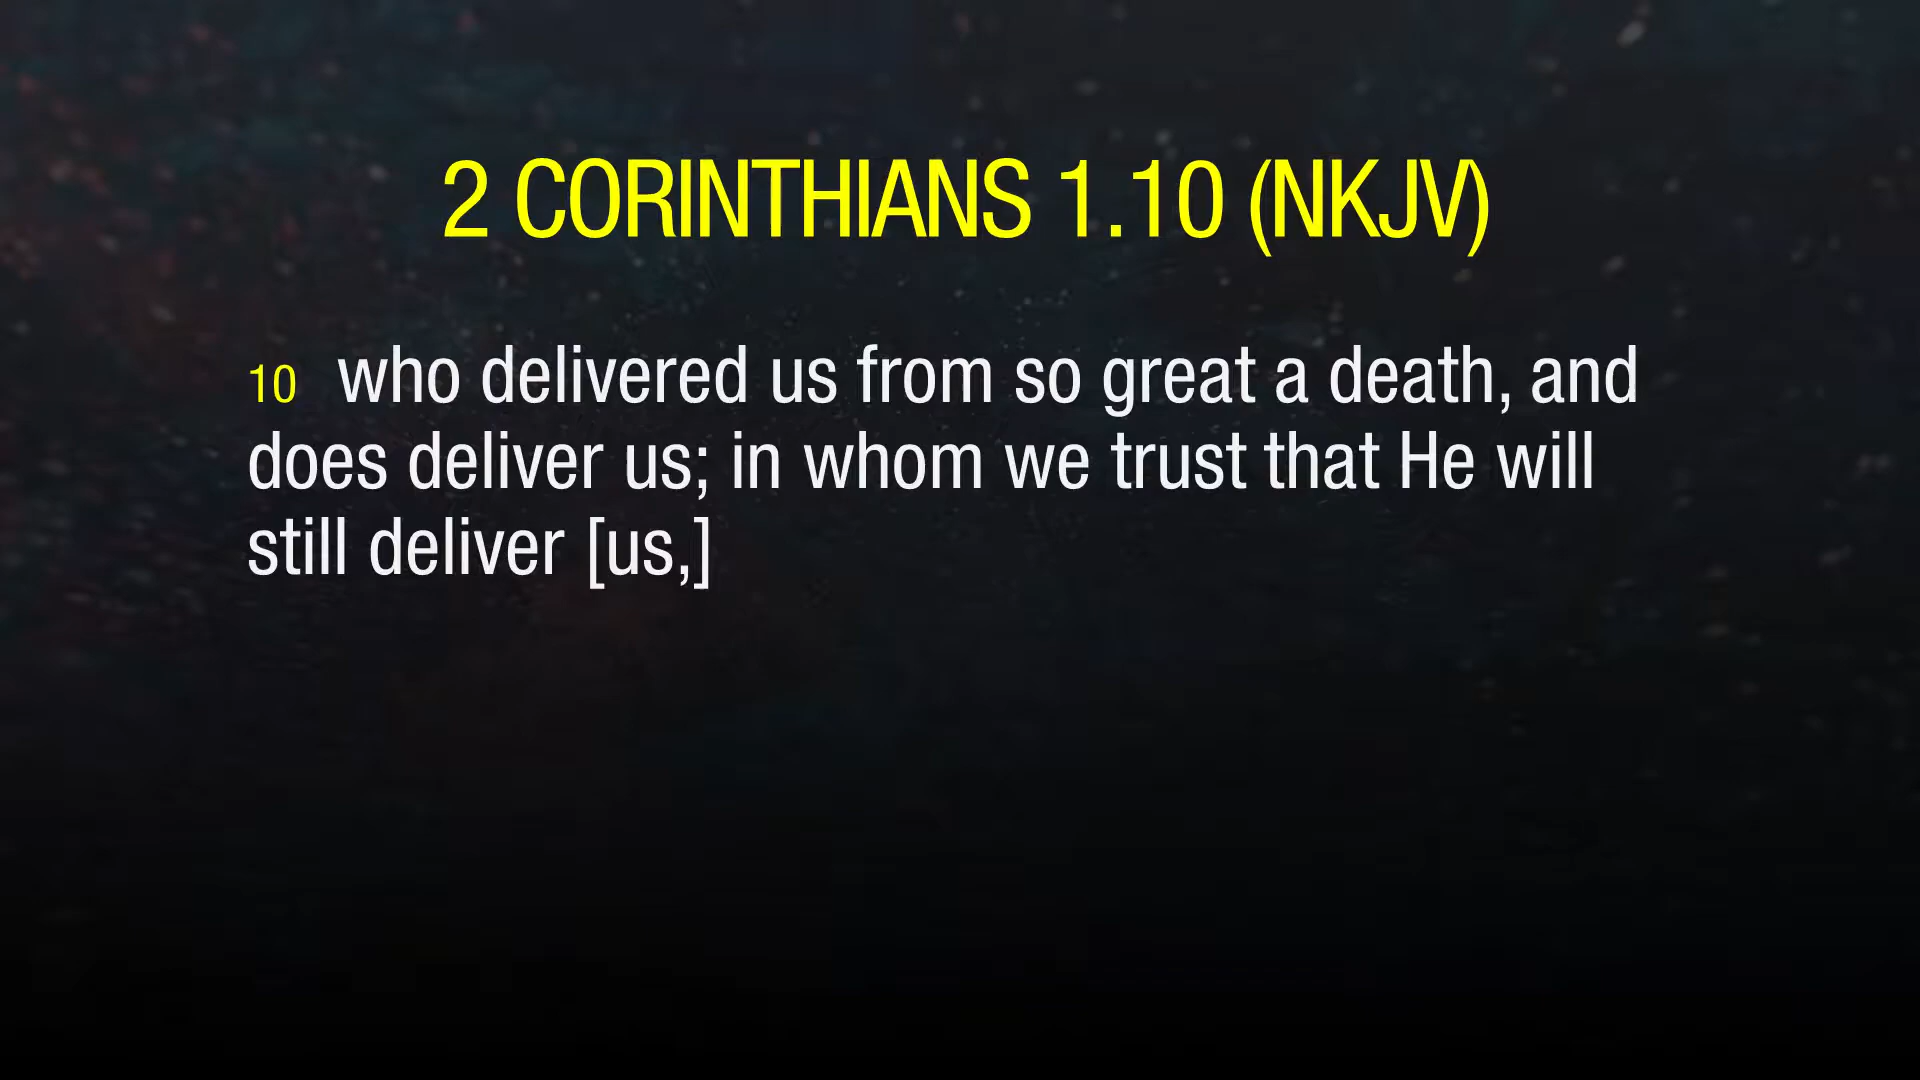 2 CORINTHIANS 1.10 (NKJV)
10 who delivered us from so great a death, and
does deliver us; in whom we trust that He will
still deliver [us,]